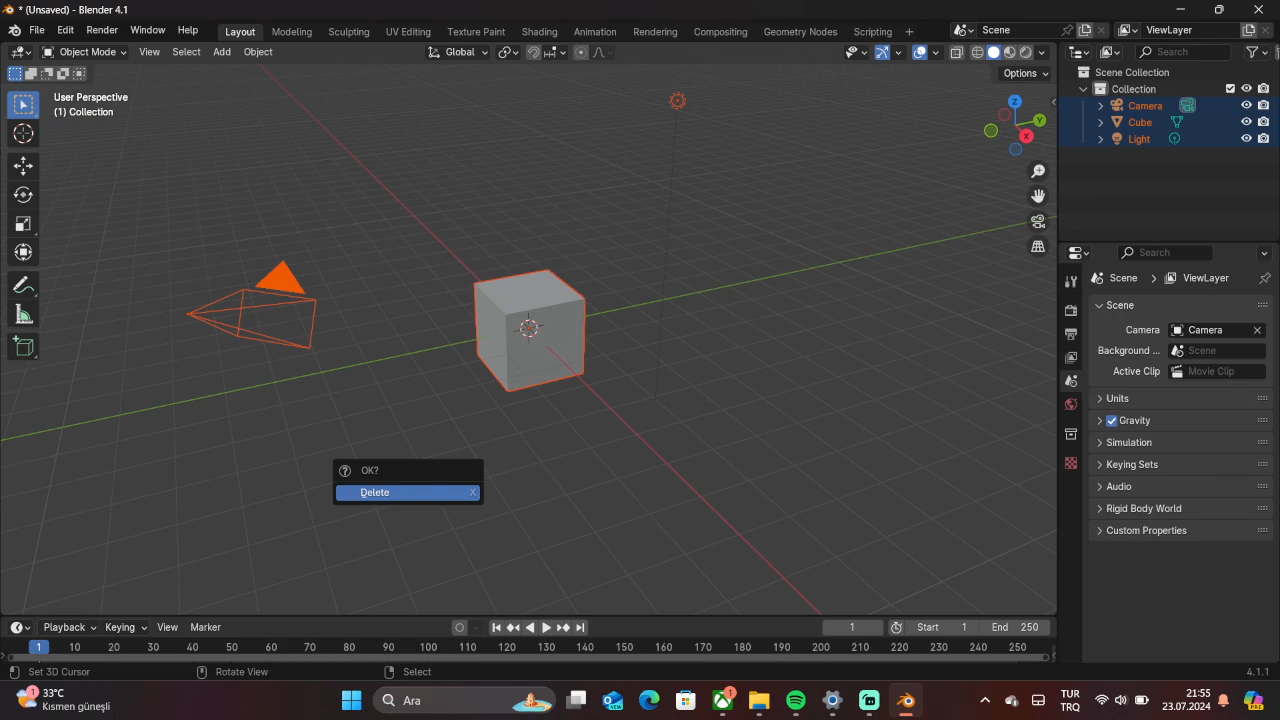 * (Unsaved) - Blender 4.1
File Edit Render Window Help Layout Modeling Sculpting UV Editing Texture Paint Shading Animation Rendering Compositing Geometry Nodes Scripting + Scene ViewLayer
Object Mode View Select Add Object Global Search
Options
User Perspective
(1) Collection
Z
Y
X
Scene Collection
Collection
Camera
Cube
Light
Search
Scene > ViewLayer
Scene
Camera Camera
Background ... Scene
Active Clip Movie Clip
Units
Gravity
Simulation
Keying Sets
Audio
Rigid Body World
Custom Properties
OK?
Delete X
Playback Keying View Marker 1 Start 1 End 250
1 10 20 30 40 50 60 70 80 90 100 110 120 130 140 150 160 170 180 190 200 210 220 230 240 250
Set 3D Cursor Rotate View Select 4.1.1
1 33°C
Kısmen güneşli
Ara
NEW
1
TUR
TRQ
21:55
23.07.2024
PRE